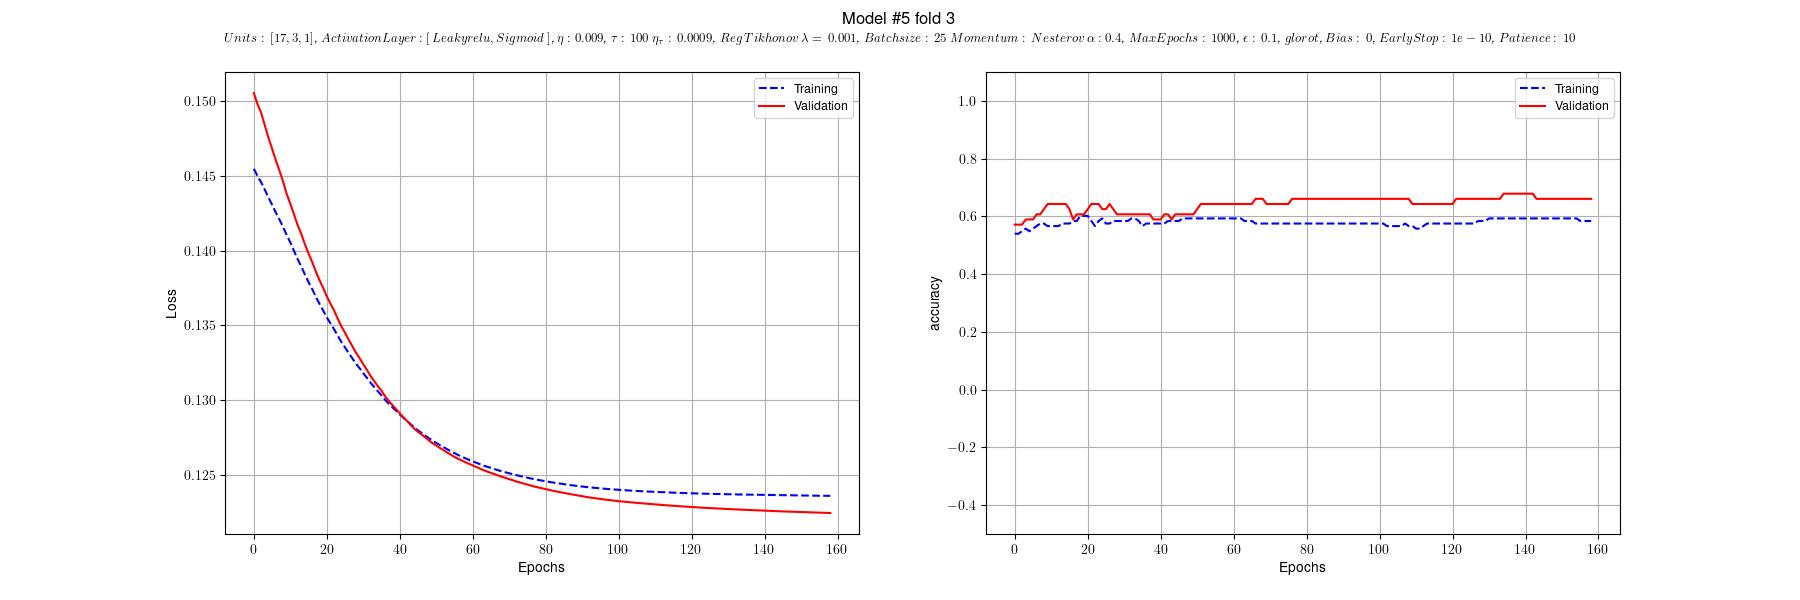 Model #5 fold 3
Units : [17, 3, 1], ActivationLayer : [ Leakyrelu, Sigmoid ], η : 0.009, τ : 100 ητ : 0.0009, RegTikhonov λ = 0.001, Batchsize : 25 Momentum : Nesterov α : 0.4, MaxEpochs : 1000, ϵ : 0.1, glorot, Bias : 0, EarlyStop : 1e − 10, Patience : 10
Training
Validation
0.150
0.145
0.140
0.135
0.130
0.125
Loss
0 20 40 60 80 100 120 140 160
Epochs
Training
Validation
1.0
0.8
0.6
0.4
0.2
0.0
−0.2
−0.4
accuracy
0 20 40 60 80 100 120 140 160
Epochs